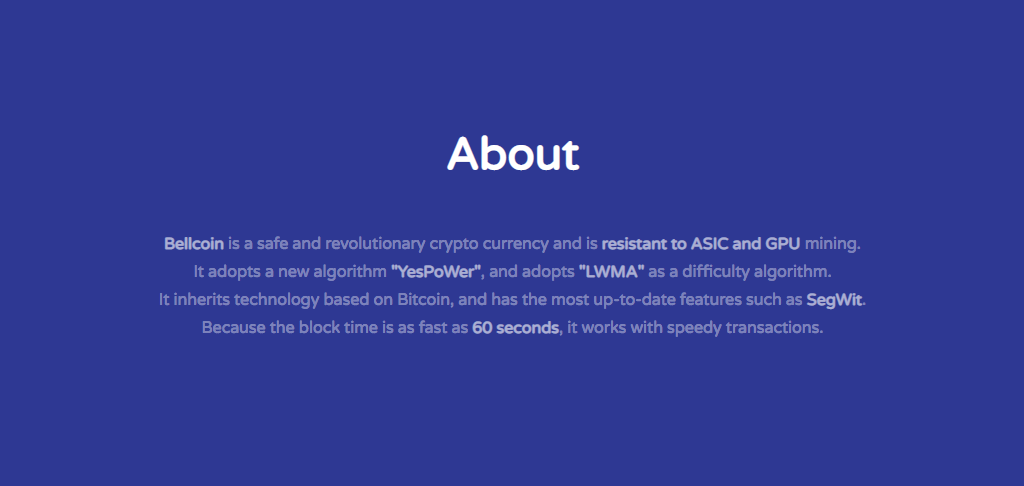 About
Bellcoin is a safe and revolutionary crypto currency and is resistant to ASIC and GPU mining.
It adopts a new algorithm "YesPoWer", and adopts "LWMA" as a difficulty algorithm.
It inherits technology based on Bitcoin, and has the most up-to-date features such as SegWit.
Because the block time is as fast as 60 seconds, it works with speedy transactions.